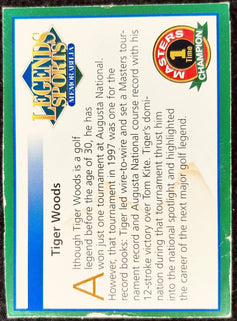 LEGENDS
SPORTS
MEMORABILIA
MASTERS
1
Time
CHAMPION
Tiger Woods
Although Tiger Woods is a golf
legend before the age of 30, he has
won just one tournament at Augusta National.
However, that tournament in 1997 was one for the
record books: Tiger led wire-to-wire and set a Masters tour-
nament record and Augusta National course record with his
12-stroke victory over Tom Kite. Tiger's domi-
nation during that tournament thrust him
into the national spotlight and highlighted
the career of the next major golf legend.